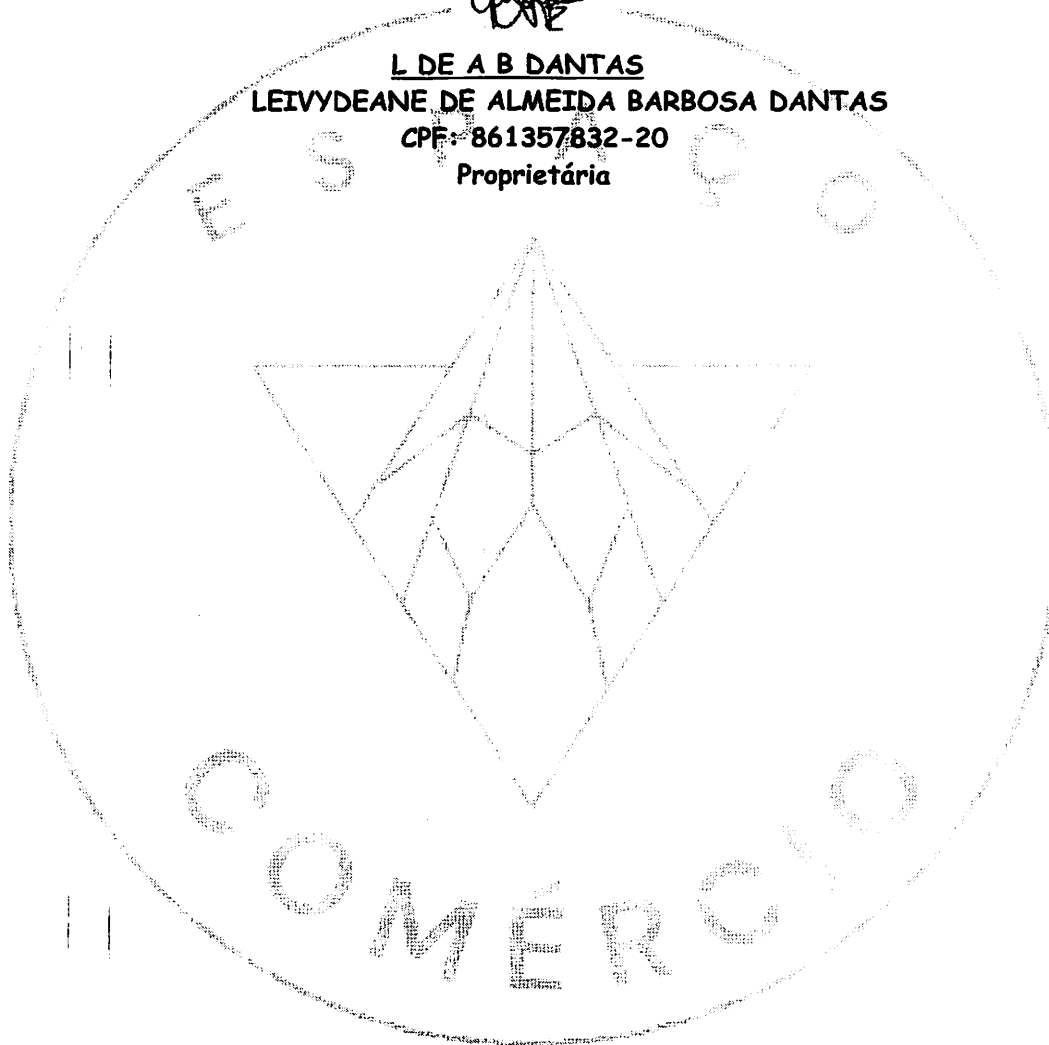 L DE A B DANTAS
LEIVYDEANE DE ALMEIDA BARBOSA DANTAS
CPF: 861357832-20
Proprietária
ESPAÇO
COMÉRCIO